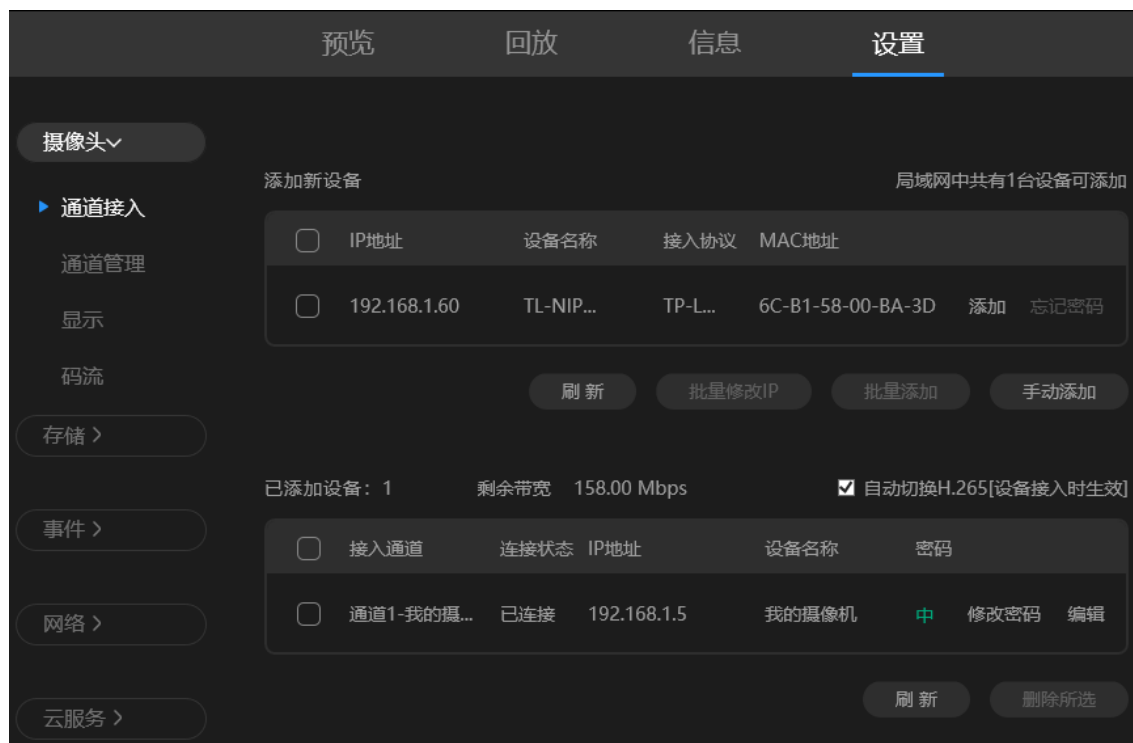 预览 回放 信息 设置
摄像头
通道接入
通道管理
显示
码流
存储
事件
网络
云服务
添加新设备 局域网中共有1台设备可添加
IP地址 设备名称 接入协议 MAC地址
192.168.1.60 TL-NIP... TP-L... 6C-B1-58-00-BA-3D 添加 忘记密码
刷新 批量修改IP 批量添加 手动添加
已添加设备：1 剩余带宽 158.00 Mbps 自动切换H.265[设备接入时生效]
接入通道 连接状态 IP地址 设备名称 密码
通道1-我的摄... 已连接 192.168.1.5 我的摄像机 中 修改密码 编辑
刷新 删除所选